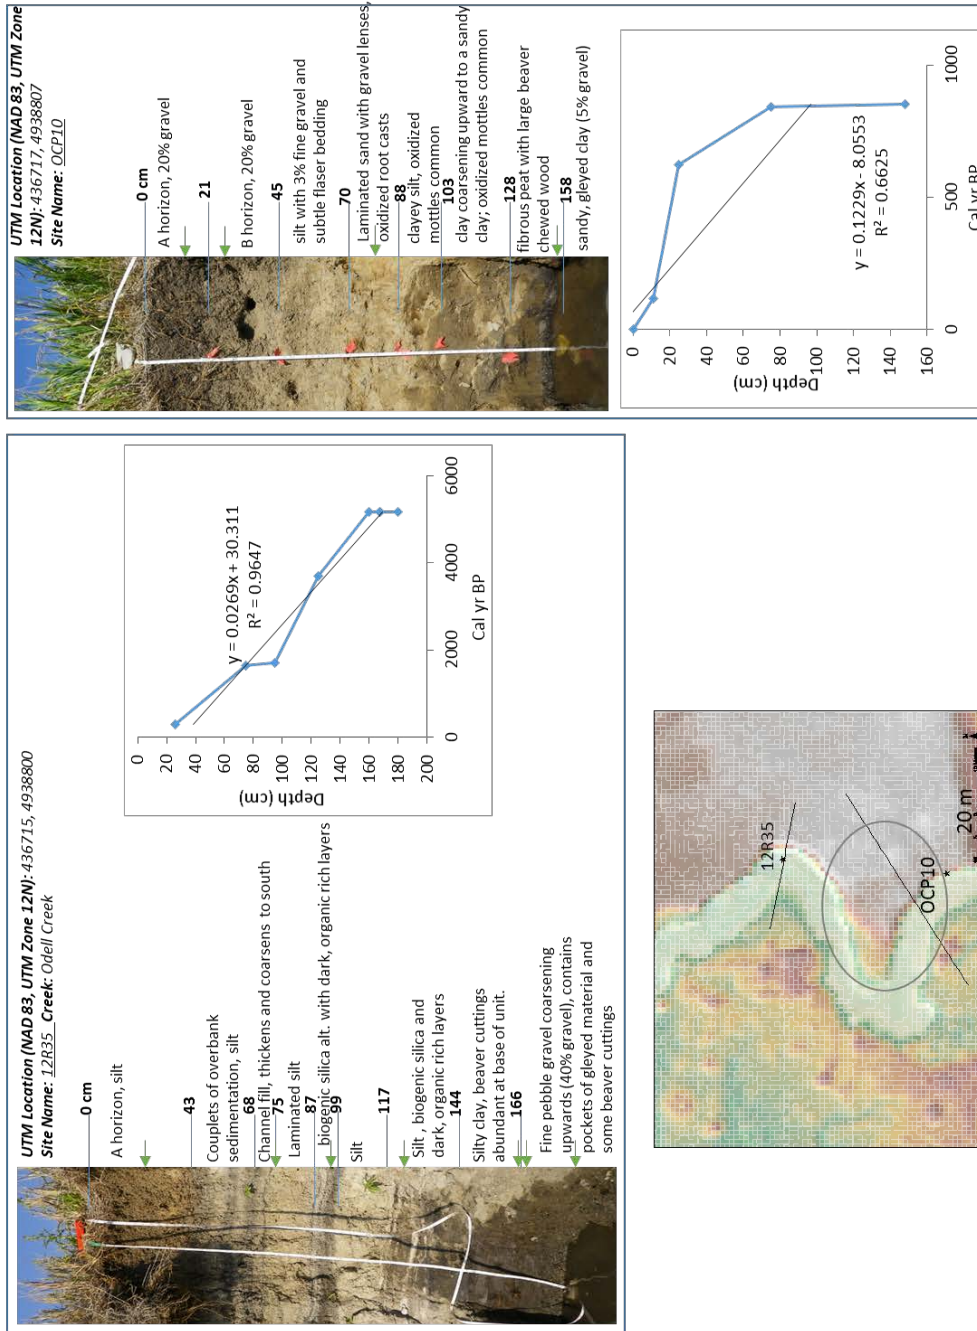 UTM Location (NAD 83, UTM Zone 12N): 436715, 4938800
Site Name: 12R35 Creek: Odell Creek
0 cm
A horizon, silt
43
Couplets of overbank
sedimentation, silt
68
Channel fill, thickens and coarsens to south
75
Laminated silt
87
biogenic silica alt. with dark, organic rich layers
99
Silt
117
Silt , biogenic silica and
dark, organic rich layers
144
Silty clay, beaver cuttings
abundant at base of unit.
166
Fine pebble gravel coarsening
upwards (40% gravel), contains
pockets of gleyed material and
some beaver cuttings
Depth (cm)
0
20
40
60
80
100
120
140
160
180
200
y = 0.0269x + 30.311
R² = 0.9647
0
2000
4000
6000
Cal yr BP
UTM Location (NAD 83, UTM Zone
12N): 436717, 4938807
Site Name: OCP10
0 cm
A horizon, 20% gravel
21
B horizon, 20% gravel
45
silt with 3% fine gravel and
subtle flaser bedding
70
Laminated sand with gravel lenses,
oxidized root casts
88
clayey silt, oxidized
mottles common
103
clay coarsening upward to a sandy
clay; oxidized mottles common
128
fibrous peat with large beaver
chewed wood
158
sandy, gleyed clay (5% gravel)
Depth (cm)
0
20
40
60
80
100
120
140
160
y = 0.1229x - 8.0553
R² = 0.6625
0
500
1000
Cal yr BP
12R35
OCP10
20 m